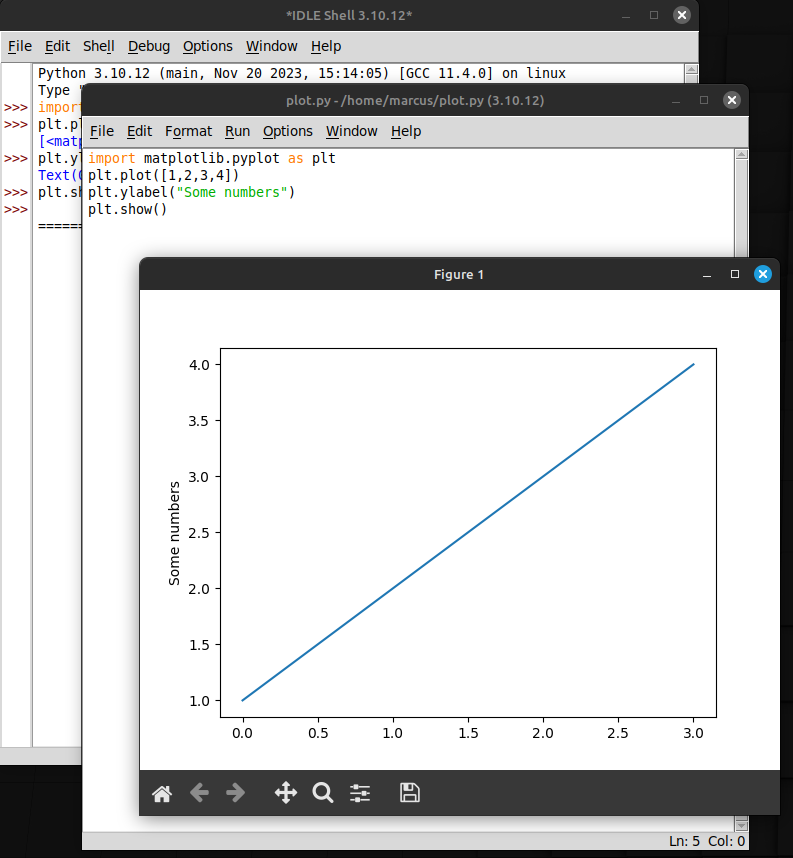 *IDLE Shell 3.10.12*
File Edit Shell Debug Options Window Help
Python 3.10.12 (main, Nov 20 2023, 15:14:05) [GCC 11.4.0] on linux
Type "
>>> import
>>> plt.pl
[<matp
>>> plt.yl
Text(
>>> plt.sh
>>>
======
plot.py - /home/marcus/plot.py (3.10.12)
File Edit Format Run Options Window Help
import matplotlib.pyplot as plt
plt.plot([1,2,3,4])
plt.ylabel("Some numbers")
plt.show()
Figure 1
Some numbers
4.0
3.5
3.0
2.5
2.0
1.5
1.0
0.0 0.5 1.0 1.5 2.0 2.5 3.0
Ln: 5 Col: 0